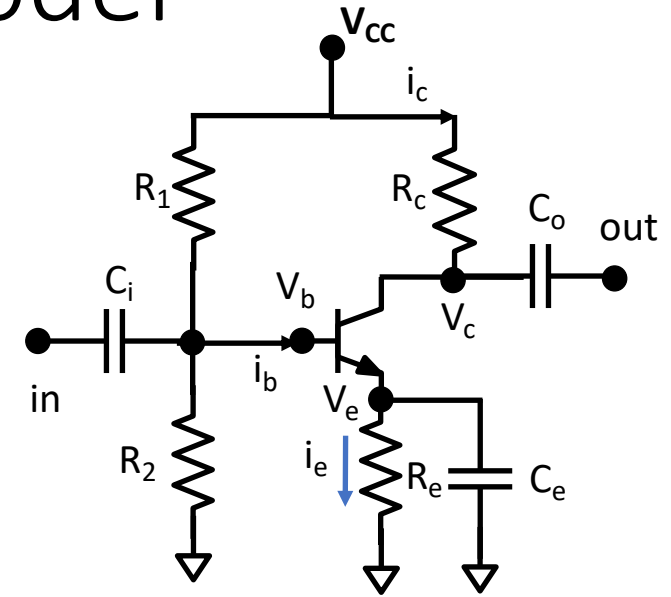 V_cc
i_c
R_1
R_c
C_o
out
C_i
V_b
V_c
in
i_b
V_e
R_2
i_e
R_e
C_e